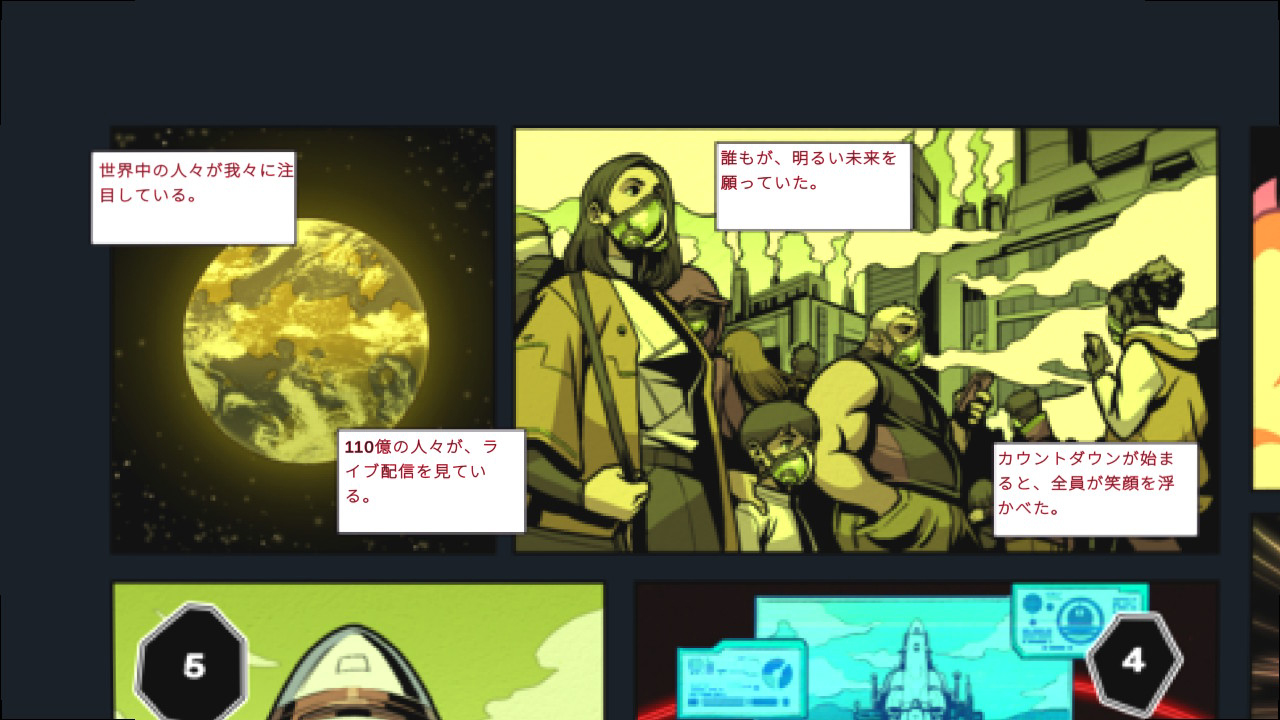 世界中の人々が我々に注
目している。
110億の人々が、ラ
イブ配信を見てい
る。
誰もが、明るい未来を
願っていた。
カウントダウンが始ま
ると、全員が笑顔を浮
かべた。
5
4